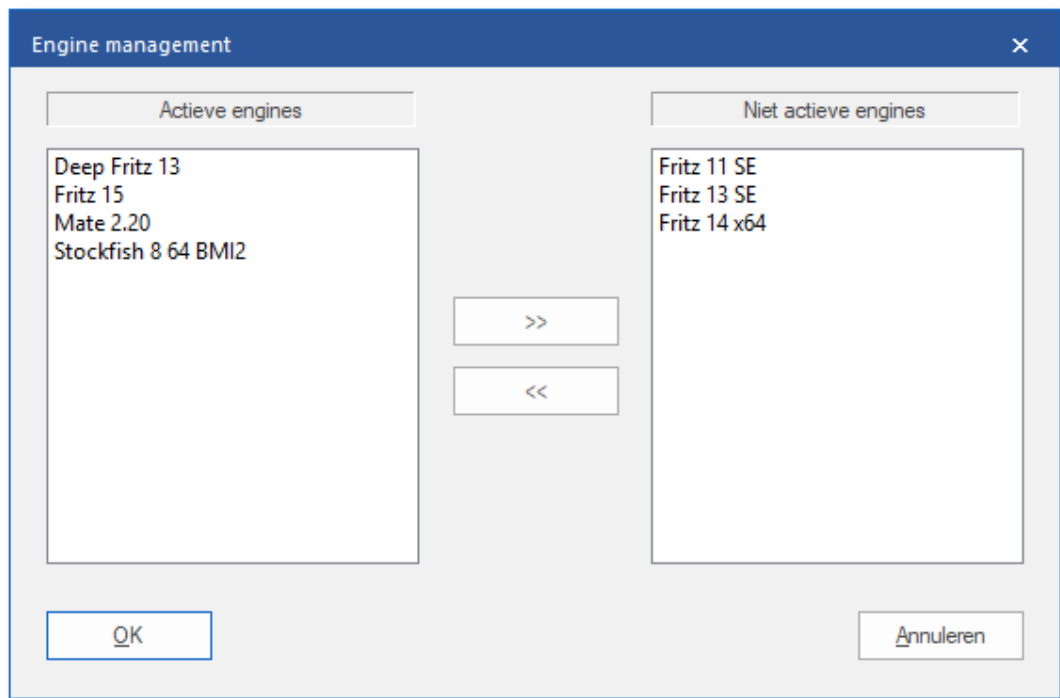 Engine management
Actieve engines
Deep Fritz 13
Fritz 15
Mate 2.20
Stockfish 8 64 BMI2
>>
<<
Niet actieve engines
Fritz 11 SE
Fritz 13 SE
Fritz 14 x64
OK
Annuleren